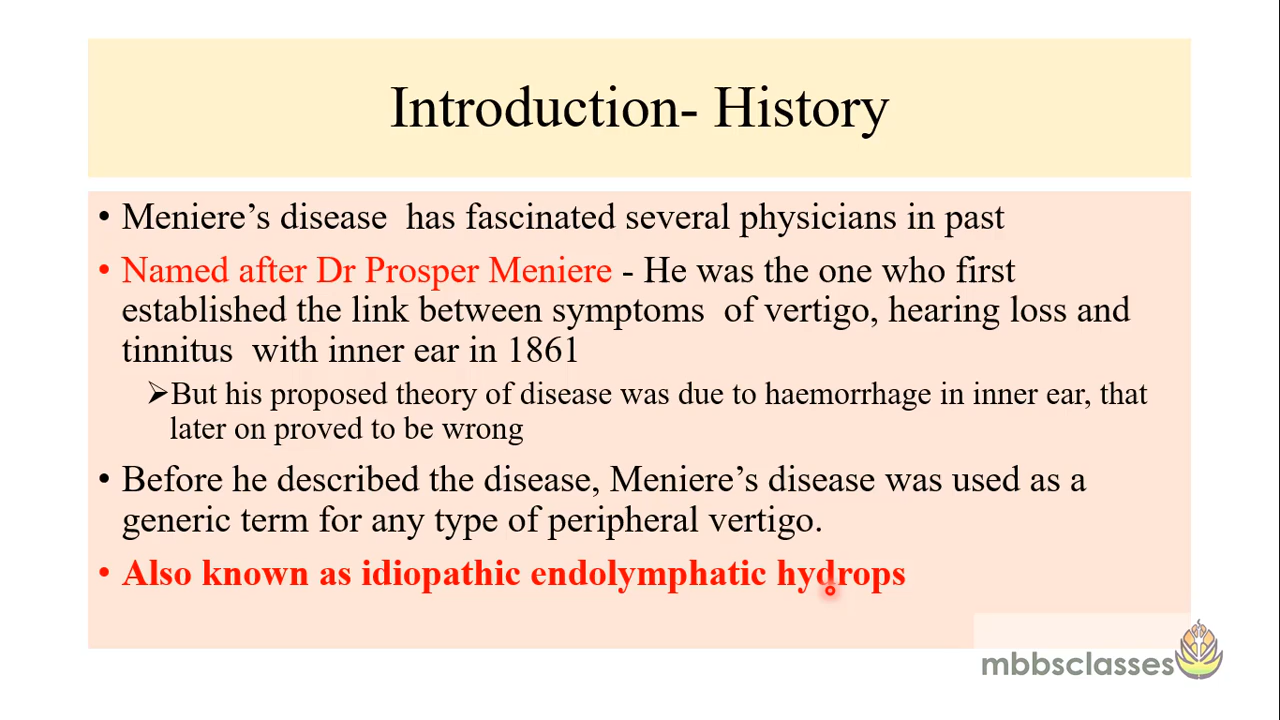 Introduction- History
• Meniere’s disease  has fascinated several physicians in past
• Named after Dr Prosper Meniere - He was the one who first
established the link between symptoms  of vertigo, hearing loss and
tinnitus  with inner ear in 1861
➢But his proposed theory of disease was due to haemorrhage in inner ear, that
later on proved to be wrong
• Before he described the disease, Meniere’s disease was used as a
generic term for any type of peripheral vertigo.
• Also known as idiopathic endolymphatic hydrops
mbbsclasses